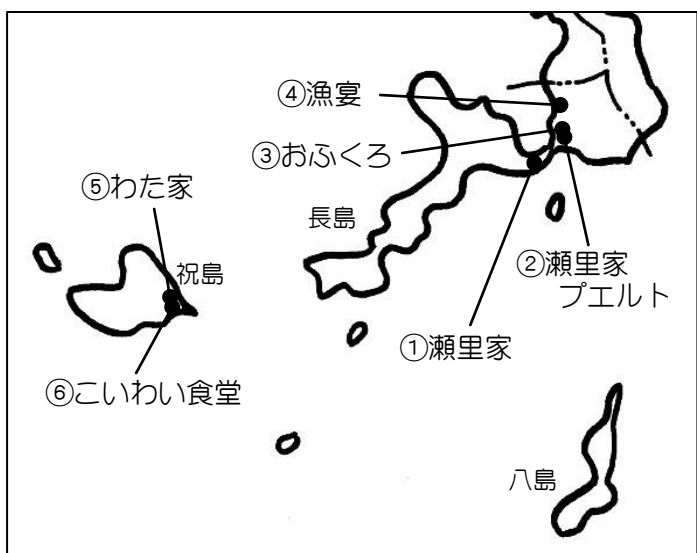 ④漁宴
③おふくろ
⑤わた家
長島
祝島
②瀬里家
プエルト
①瀬里家
⑥こいわい食堂
八島